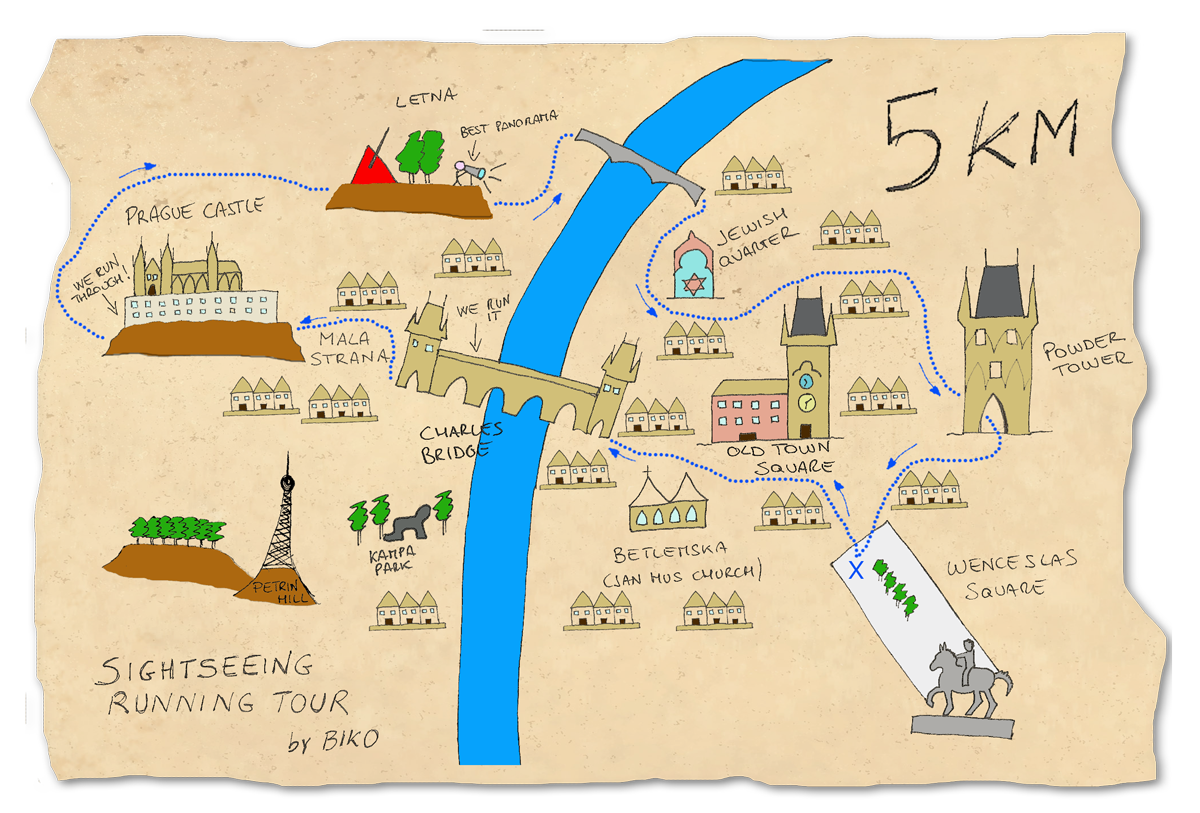 5 KM
LETNA
BEST PANORAMA
PRAGUE CASTLE
WE RUN
THROUGH!
JEWISH
QUARTER
WE RUN
IT
MALA
STRANA
POWDER
TOWER
CHARLES
BRIDGE
OLD TOWN
SQUARE
BETLEMSKA
(JAN HUS CHURCH)
KAMPA
PARK
PETRIN
HILL
X
WENCESLAS
SQUARE
SIGHTSEEING
RUNNING TOUR
by BIKO